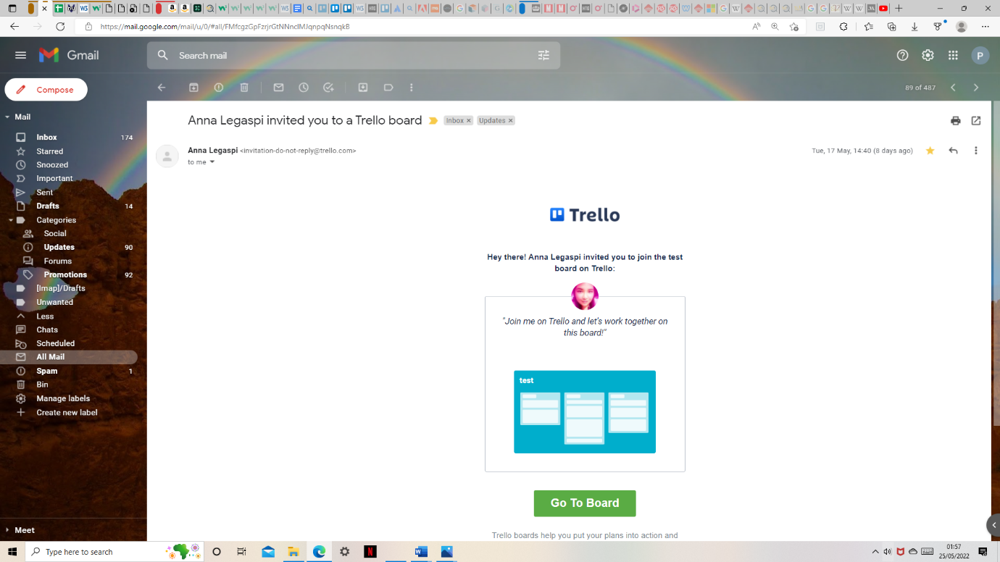 https://mail.google.com/mail/u/0/#all/FMfcgzGpFzrjrGtNNnclMJqnpqNsnqkB
Gmail
Search mail
P
Compose
89 of 487
Mail
Inbox 174
Starred
Snoozed
Important
Sent
Drafts 14
Categories
Social
Updates 90
Forums
Promotions 92
[Imap]/Drafts
Unwanted
Less
Chats
Scheduled
All Mail
Spam 1
Bin
Manage labels
Create new label
Meet
Anna Legaspi invited you to a Trello board Inbox × Updates ×
Anna Legaspi <invitation-do-not-reply@trello.com> Tue, 17 May, 14:40 (8 days ago)
to me
Trello
Hey there! Anna Legaspi invited you to join the test
board on Trello:
"Join me on Trello and let's work together on
this board!"
test
Go To Board
Trello boards help you put your plans into action and
Type here to search
01:57
25/05/2022